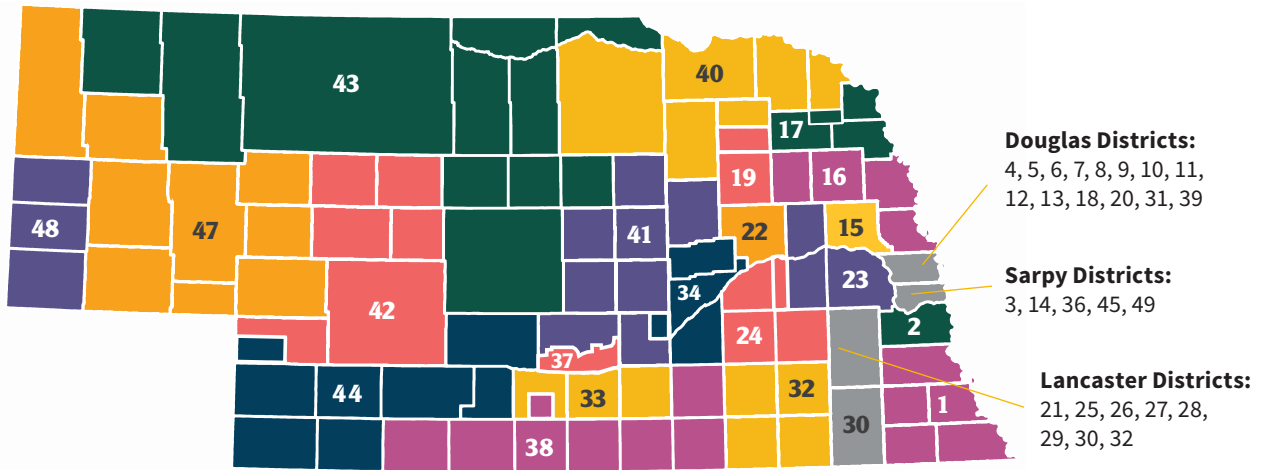 43
40
17
19
16
48
47
41
22
15
34
23
42
24
2
37
44
33
32
1
30
38
Douglas Districts:
4, 5, 6, 7, 8, 9, 10, 11,
12, 13, 18, 20, 31, 39
Sarpy Districts:
3, 14, 36, 45, 49
Lancaster Districts:
21, 25, 26, 27, 28,
29, 30, 32